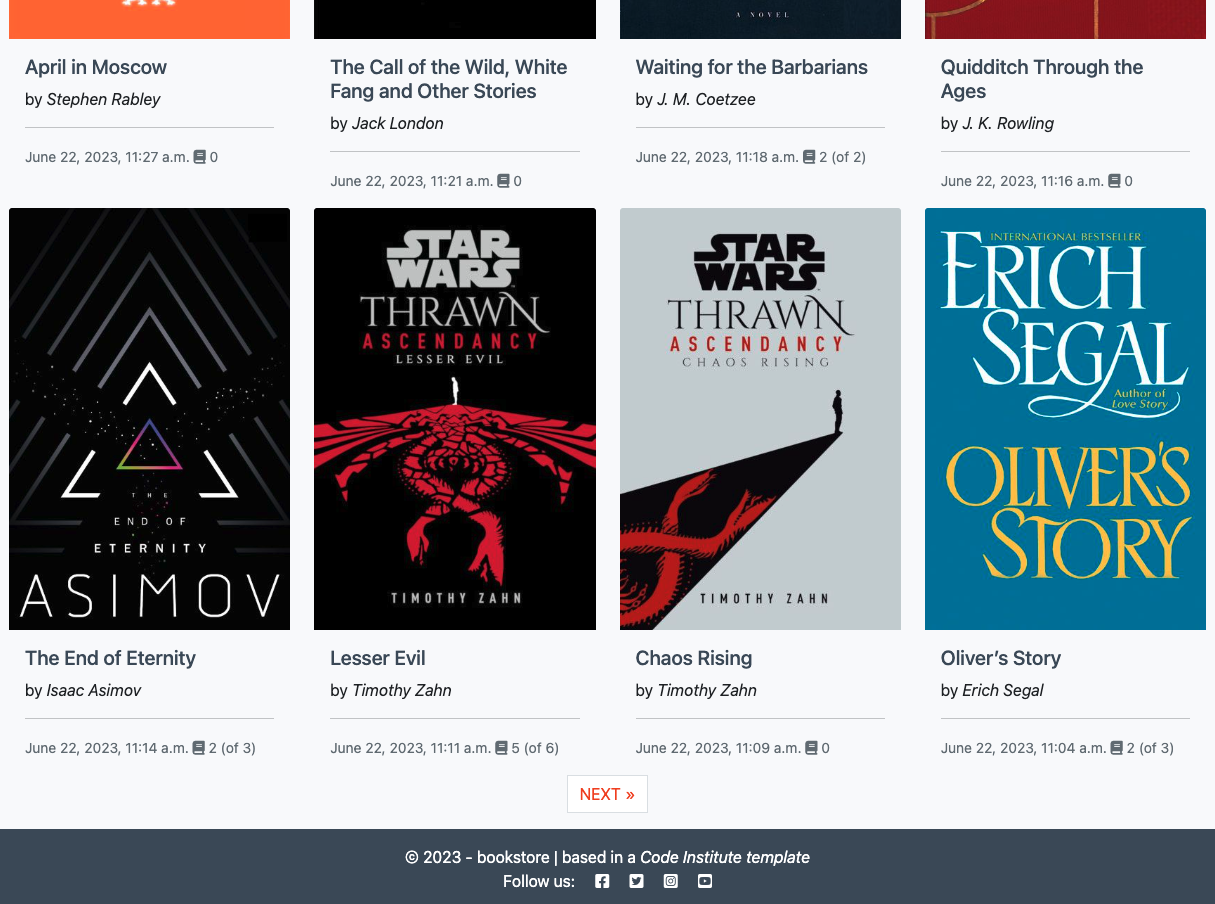 A NOVEL
April in Moscow
by Stephen Rabley
June 22, 2023, 11:27 a.m. 0
The Call of the Wild, White
Fang and Other Stories
by Jack London
June 22, 2023, 11:21 a.m. 0
Waiting for the Barbarians
by J. M. Coetzee
June 22, 2023, 11:18 a.m. 2 (of 2)
Quidditch Through the
Ages
by J. K. Rowling
June 22, 2023, 11:16 a.m. 0
THE
END OF
ETERNITY
ASIMOV
The End of Eternity
by Isaac Asimov
June 22, 2023, 11:14 a.m. 2 (of 3)
STAR
WARS
THRAWN
ASCENDANCY
LESSER EVIL
TIMOTHY ZAHN
Lesser Evil
by Timothy Zahn
June 22, 2023, 11:11 a.m. 5 (of 6)
STAR
WARS
THRAWN
ASCENDANCY
CHAOS RISING
TIMOTHY ZAHN
Chaos Rising
by Timothy Zahn
June 22, 2023, 11:09 a.m. 0
INTERNATIONAL BESTSELLER
ERICH
SEGAL
Author of
Love Story
OLIVER'S
STORY
Oliver’s Story
by Erich Segal
June 22, 2023, 11:04 a.m. 2 (of 3)
NEXT »
© 2023 - bookstore | based in a Code Institute template
Follow us: